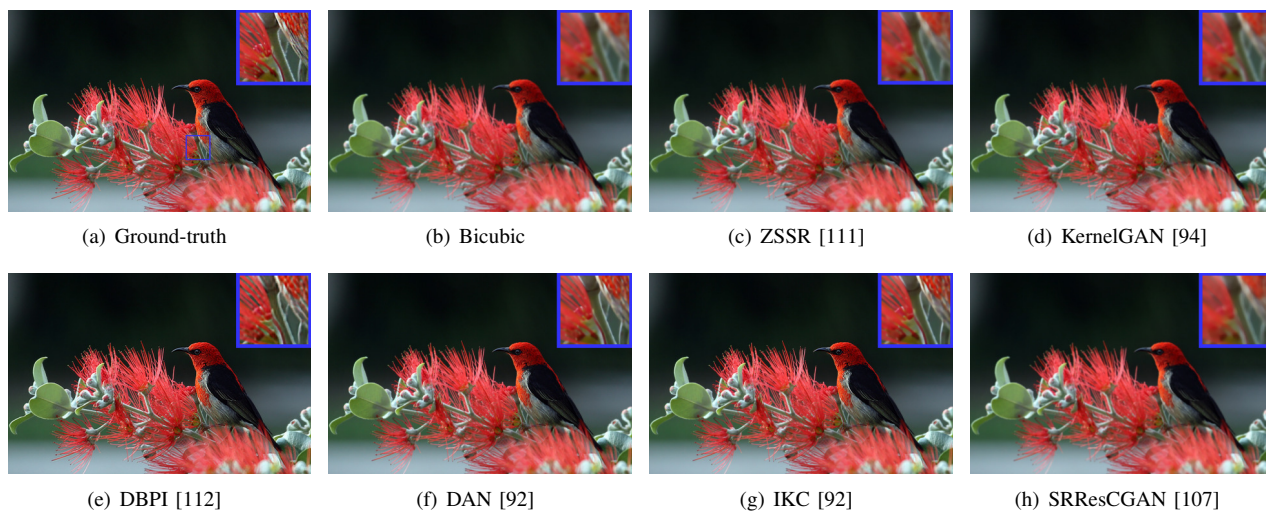 (a) Ground-truth
(b) Bicubic
(c) ZSSR [111]
(d) KernelGAN [94]
(e) DBPI [112]
(f) DAN [92]
(g) IKC [92]
(h) SRResCGAN [107]